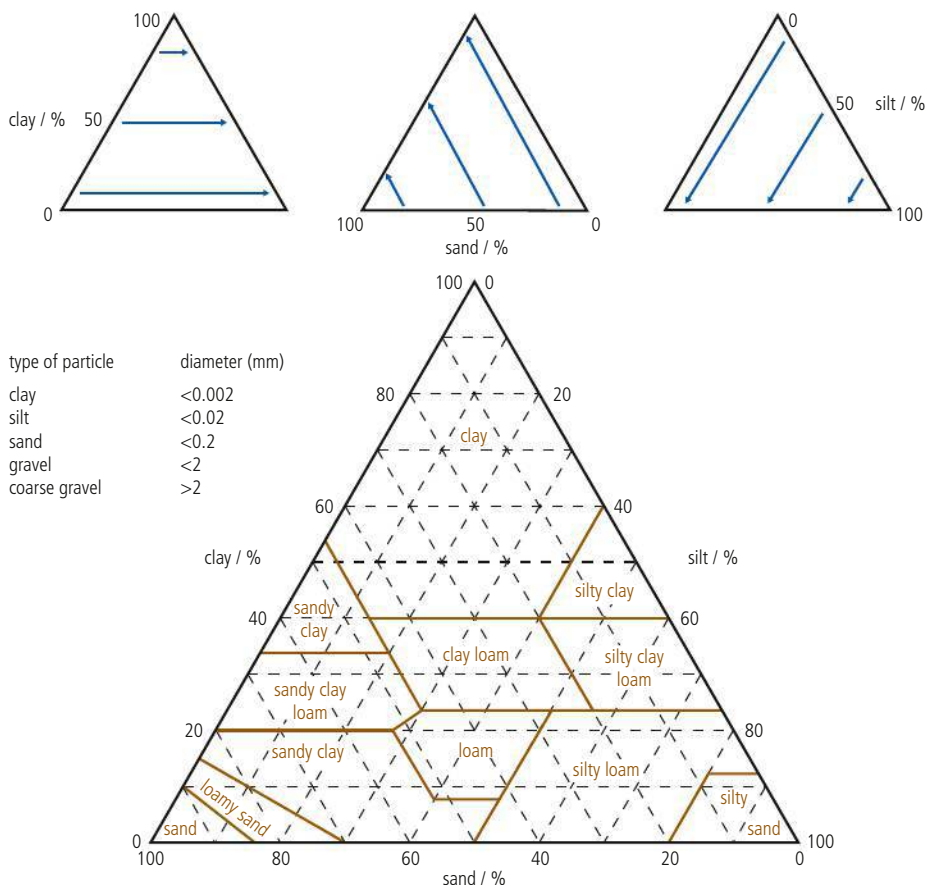 100
clay / %
50
0
100
50
0
sand / %
0
50
silt / %
100
100
0
type of particle
diameter (mm)
clay
<0.002
silt
<0.02
sand
<0.2
gravel
<2
coarse gravel
>2
80
20
clay
60
40
clay / %
silt / %
silty clay
sandy
clay
40
60
clay loam
silty clay
loam
sandy clay
loam
20
80
sandy clay
loam
silty loam
loamy sand
silty
sand
sand
0
100
100
80
60
40
20
0
sand / %